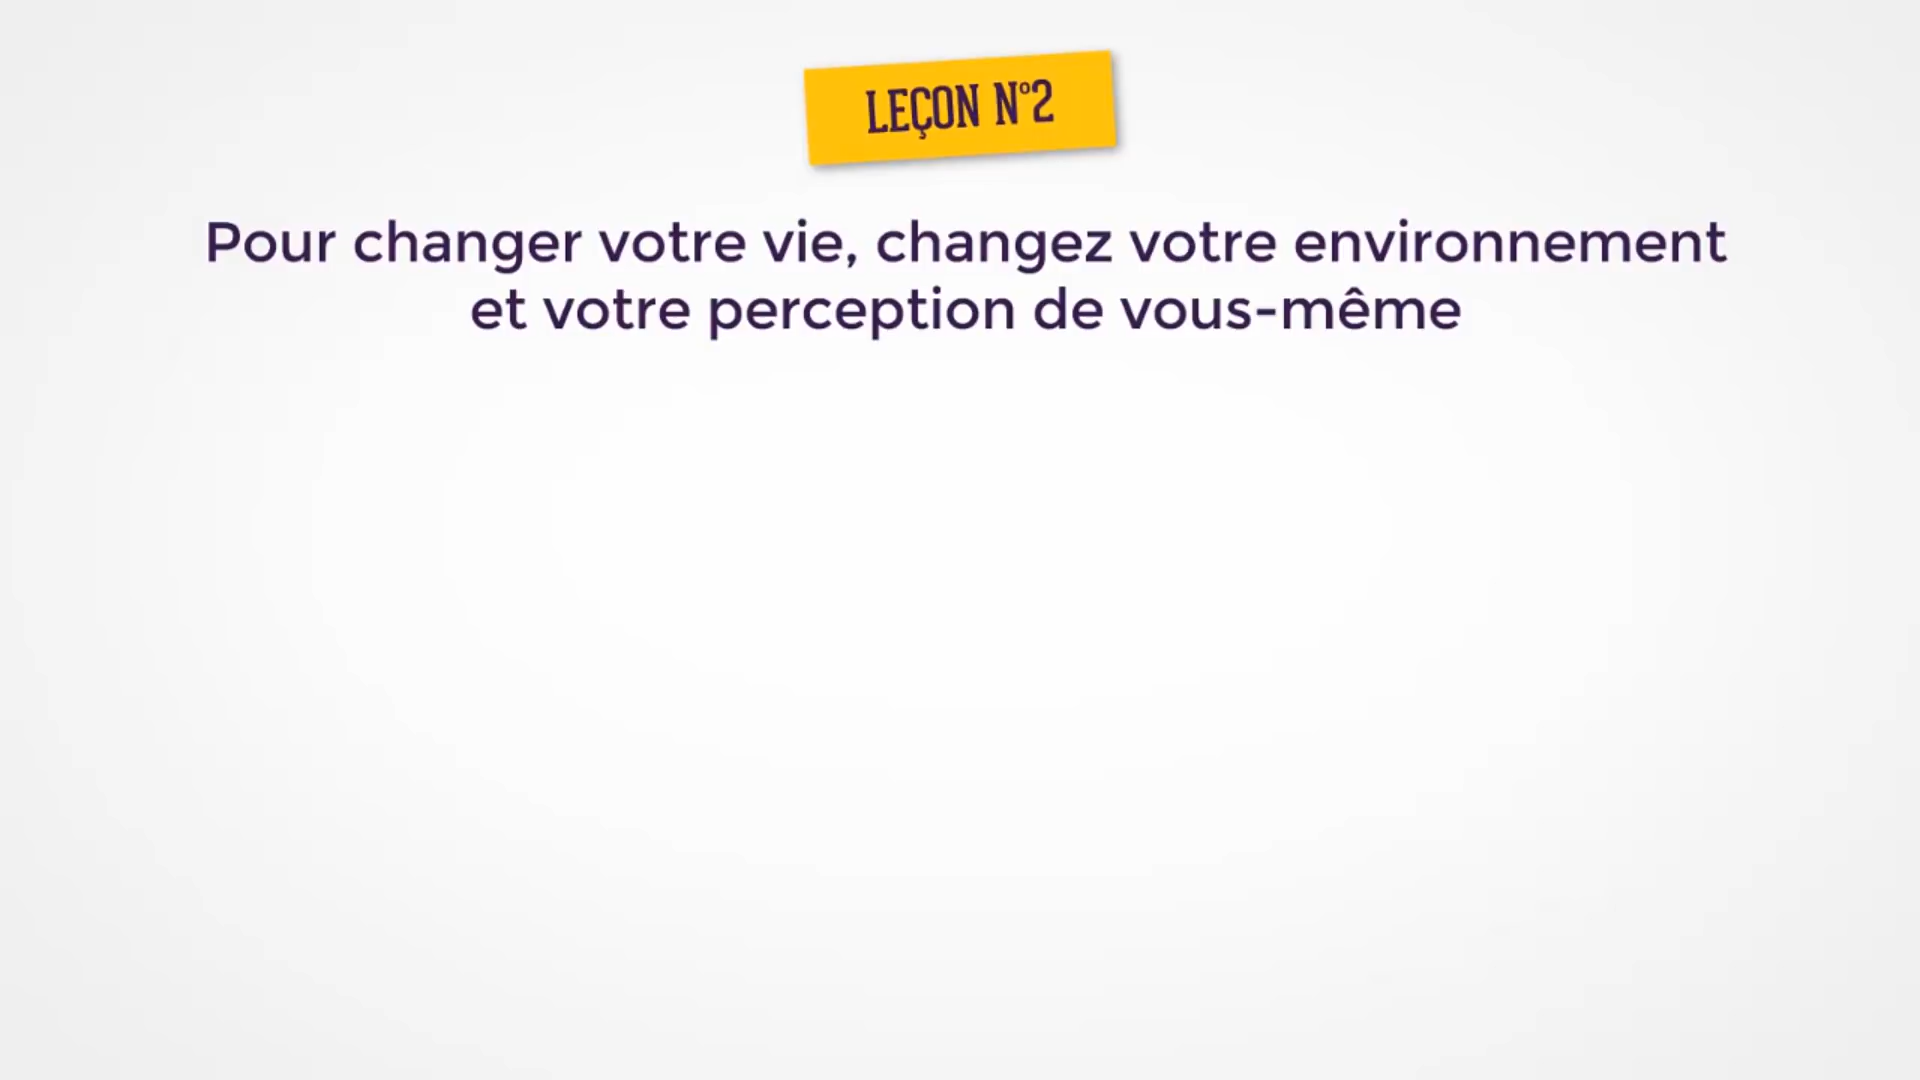 LEÇON N°2
Pour changer votre vie, changez votre environnement
et votre perception de vous-même